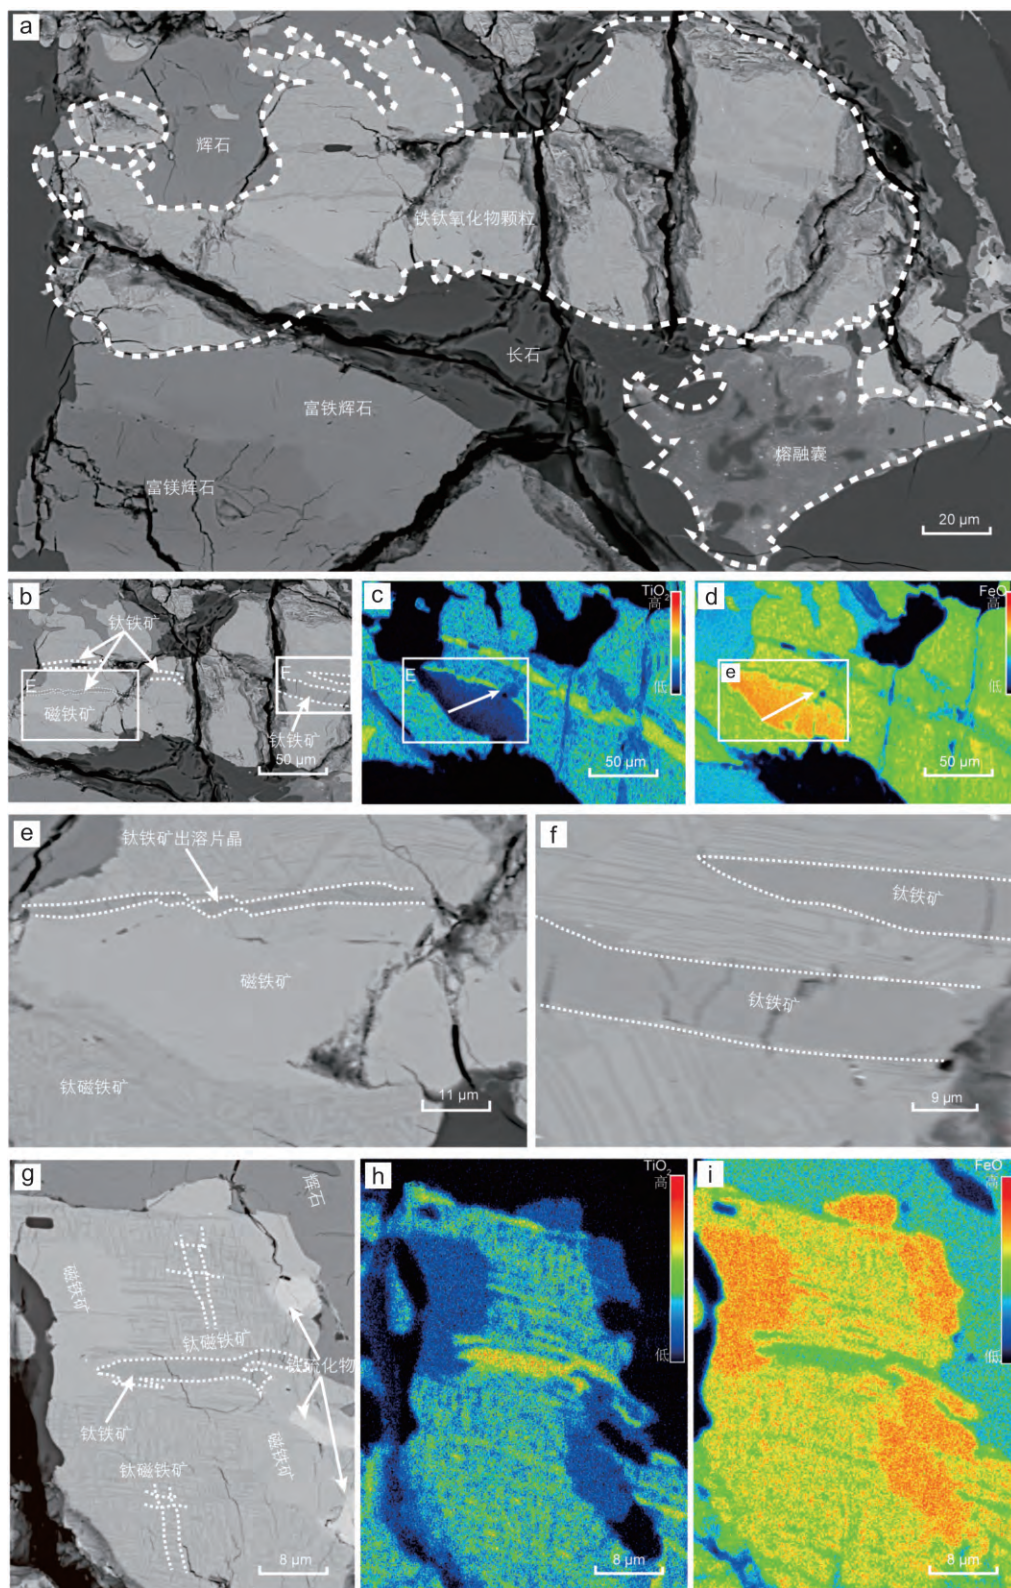 a
辉石
铁钛氧化物颗粒
长石
富铁辉石
熔融囊
富镁辉石
20 μm
b
钛铁矿
E
F
磁铁矿
钛铁矿
50 μm
c
TiO₂
高
E
低
50 μm
d
FeO
高
e
低
50 μm
e
钛铁矿出溶片晶
磁铁矿
钛磁铁矿
11 μm
f
钛铁矿
钛铁矿
9 μm
g
辉石
磁铁矿
钛磁铁矿
铁硫化物
钛铁矿
磁铁矿
钛磁铁矿
8 μm
h
TiO₂
高
低
8 μm
i
FeO
高
低
8 μm